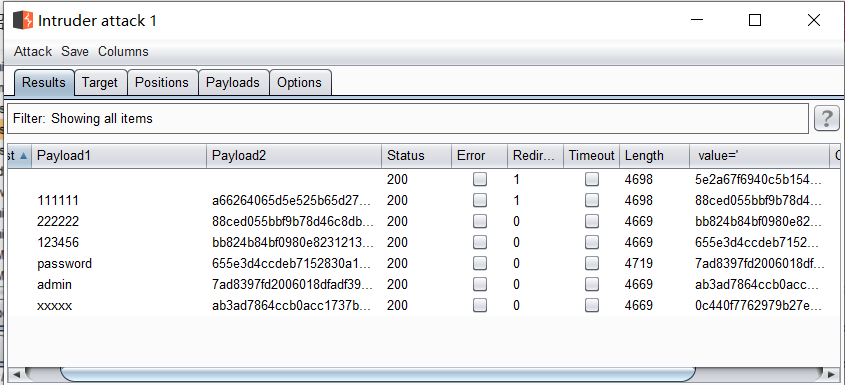 Intruder attack 1
Attack Save Columns
Results Target Positions Payloads Options
Filter: Showing all items ?
st Payload1 Payload2 Status Error Redir... Timeout Length value='
200 1 4698 5e2a67f6940c5b154...
111111 a66264065d5e525b65d27... 200 1 4698 88ced055bbf9b78d4...
222222 88ced055bbf9b78d46c8db... 200 0 4669 bb824b84bf0980e82...
123456 bb824b84bf0980e8231213... 200 0 4669 655e3d4ccdeb7152...
password 655e3d4ccdeb7152830a1... 200 0 4719 7ad8397fd2006018df...
admin 7ad8397fd2006018dfadf39... 200 0 4669 ab3ad7864ccb0acc...
xxxxx ab3ad7864ccb0acc1737b... 200 0 4669 0c440f7762979b27e...